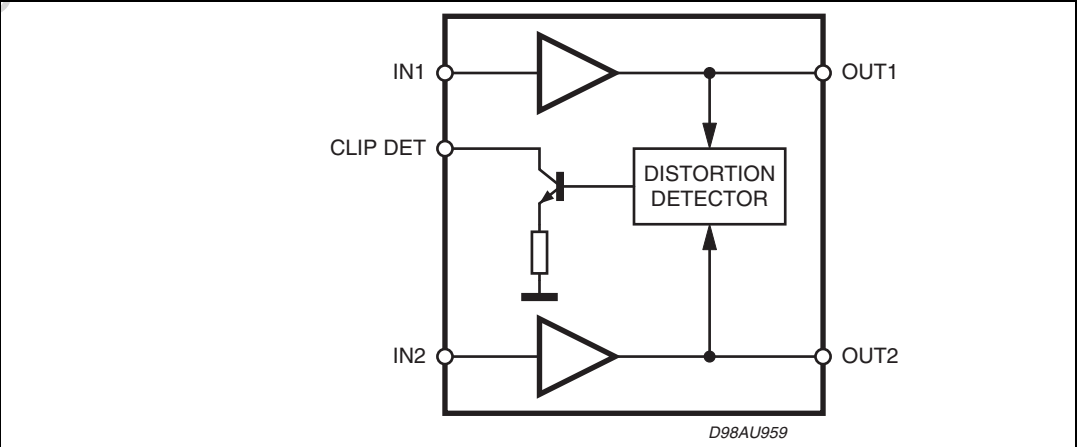 IN1
OUT1
CLIP DET
DISTORTION
DETECTOR
IN2
OUT2
D98AU959